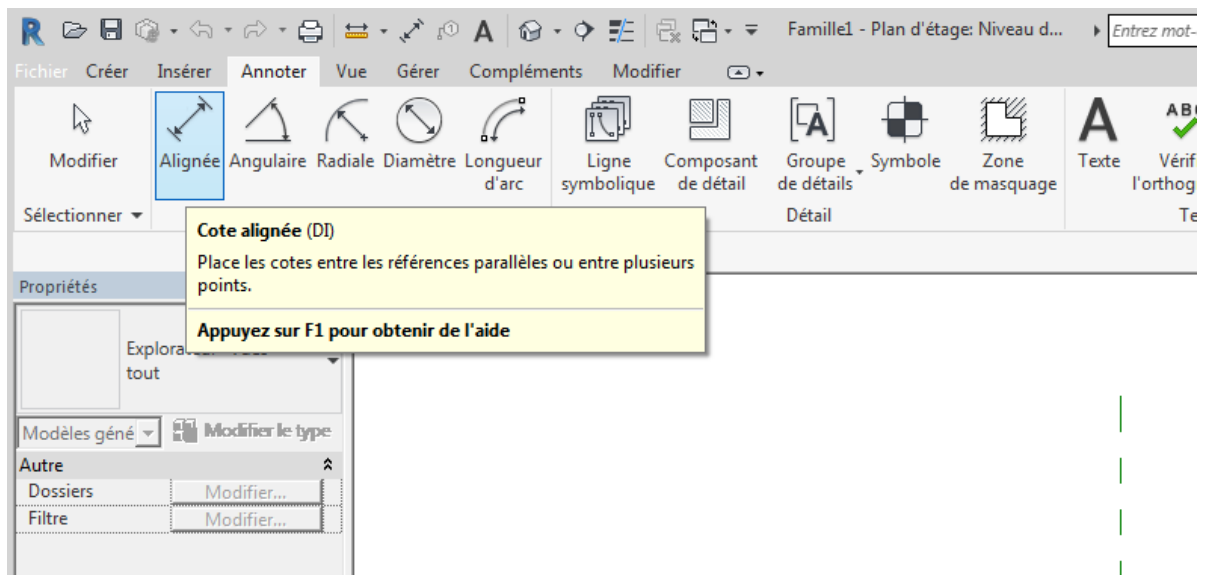 R A Famille1 - Plan d'étage: Niveau d... Entrez mot-
Fichier Créer Insérer Annoter Vue Gérer Compléments Modifier
A A ABC
Modifier Alignée Angulaire Radiale Diamètre Longueur Ligne Composant Groupe Symbole Zone Texte Vérif
d'arc symbolique de détail de détails de masquage l'orthog
Sélectionner Détail Te
Cote alignée (DI)
Place les cotes entre les références parallèles ou entre plusieurs
points.
Appuyez sur F1 pour obtenir de l'aide
Propriétés
tout
Modèles géné Modifier le type
Autre
Dossiers Modifier...
Filtre Modifier...